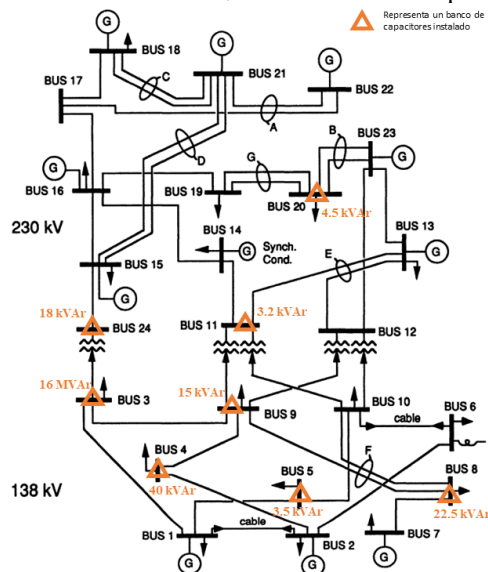 Representa un banco de
capacitores instalado
G
BUS 18
G
BUS 21
G
BUS 22
BUS 17
C
A
D
B
BUS 23
G
G
BUS 16
BUS 19
G
BUS 20
4.5 kVAr
230 kV
BUS 14
G
Synch.
Cond.
BUS 13
G
BUS 15
E
G
18 kVAr
BUS 24
BUS 11
3.2 kVAr
BUS 12
16 MVAr
BUS 3
15 kVAr
BUS 9
BUS 10
cable
BUS 6
BUS 4
40 kVAr
BUS 5
3.5 kVAr
F
BUS 8
22.5 kVAr
138 kV
BUS 1
cable
BUS 2
BUS 7
G
G
G